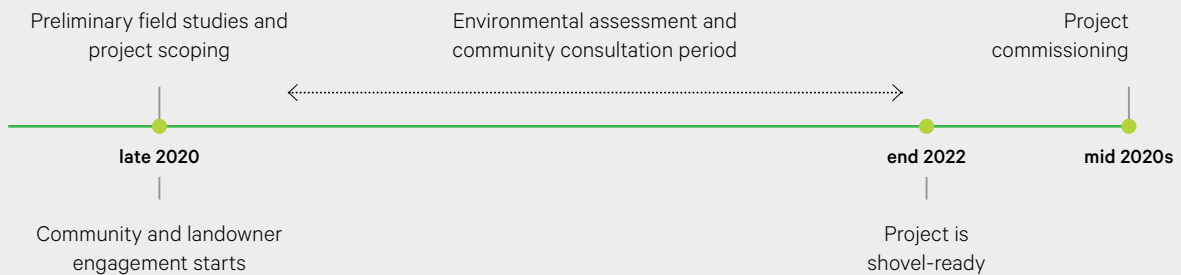 Preliminary field studies and
project scoping
Environmental assessment and
community consultation period
Project
commissioning
late 2020
end 2022
mid 2020s
Community and landowner
engagement starts
Project is
shovel-ready